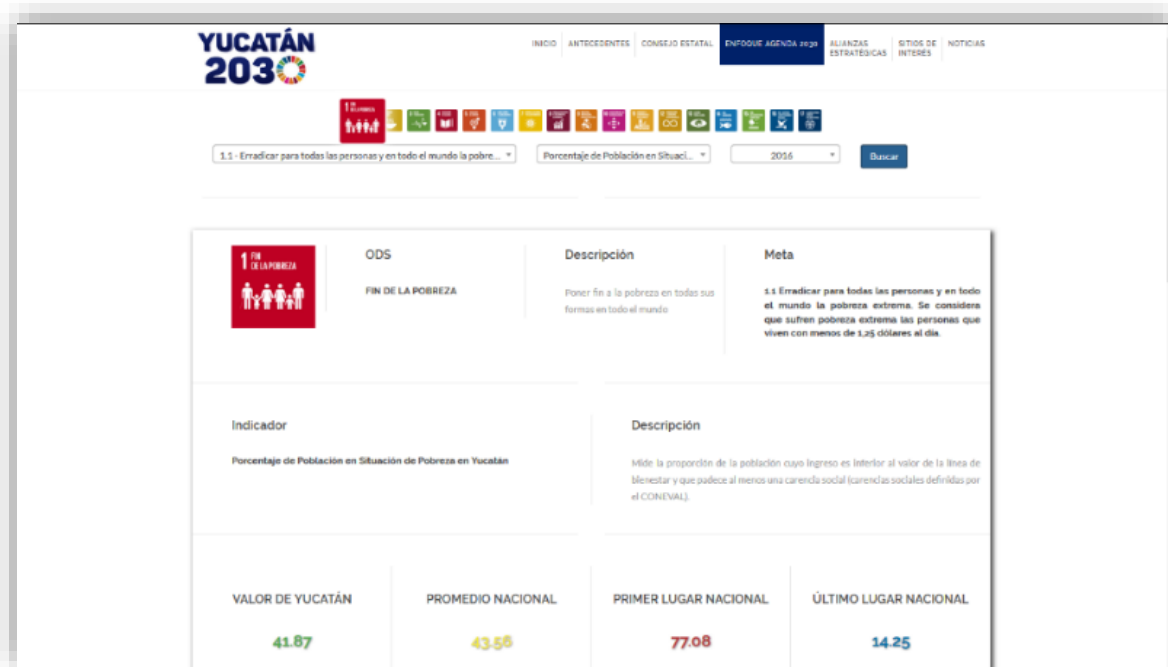 YUCATÁN
2030
INICIO
ANTECEDENTES
CONSEJO ESTATAL
ENFOQUE AGENDA 2030
ALIANZAS
ESTRATÉGICAS
SITIOS DE
INTERÉS
NOTICIAS
1.1 - Erradicar para todas las personas y en todo el mundo la pobre...
Porcentaje de Población en Situaci...
2016
Buscar
1 FIN
DE LA POBREZA
ODS
FIN DE LA POBREZA
Descripción
Poner fin a la pobreza en todas sus
formas en todo el mundo
Meta
1.1 Erradicar para todas las personas y en todo
el mundo la pobreza extrema. Se considera
que sufren pobreza extrema las personas que
viven con menos de 1,25 dólares al día.
Indicador
Porcentaje de Población en Situación de Pobreza en Yucatán
Descripción
Mide la proporción de la población cuyo ingreso es inferior al valor de la línea de
bienestar y que padece al menos una carencia social (carencias sociales definidas por
el CONEVAL).
VALOR DE YUCATÁN
41.87
PROMEDIO NACIONAL
43.56
PRIMER LUGAR NACIONAL
77.08
ÚLTIMO LUGAR NACIONAL
14.25